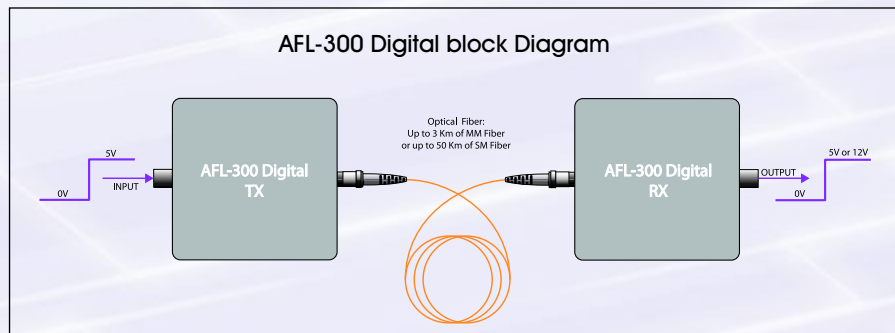 AFL-300 Digital block Diagram
Optical Fiber:
Up to 3 Km of MM Fiber
or up to 50 Km of SM Fiber
5V
0V
INPUT
AFL-300 Digital
TX
AFL-300 Digital
RX
5V or 12V
OUTPUT
0V